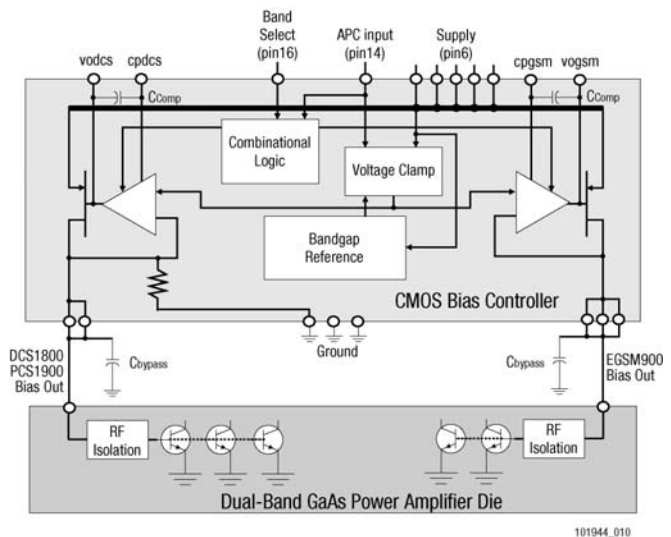 Band
Select
(pin16)
APC input
(pin14)
Supply
(pin6)
vodcs
cpdcs
cpgsm
vogsm
CComp
CComp
Combinational
Logic
Voltage Clamp
Bandgap
Reference
CMOS Bias Controller
Ground
DCS1800
PCS1900
Bias Out
Cbypass
Cbypass
EGSM900
Bias Out
RF
Isolation
RF
Isolation
Dual-Band GaAs Power Amplifier Die
101944_010